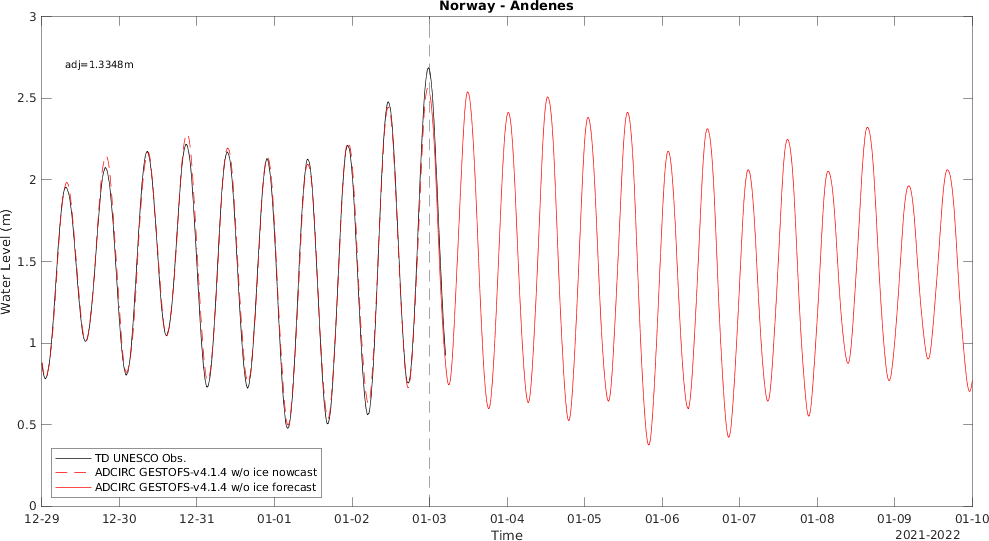 Norway - Andenes
3
adj=1.3348m
2.5
2
Water Level (m)
1.5
1
0.5
TD UNESCO Obs.
ADCIRC GESTOFS-v4.1.4 w/o ice nowcast
ADCIRC GESTOFS-v4.1.4 w/o ice forecast
0
12-29 12-30 12-31 01-01 01-02 01-03 01-04 01-05 01-06 01-07 01-08 01-09 01-10
Time
2021-2022